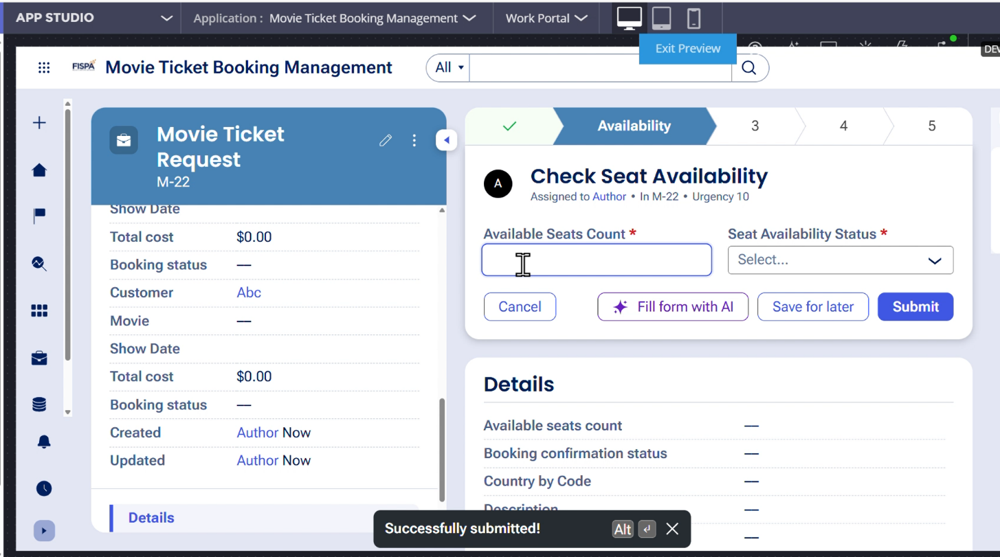 APP STUDIO
Application : Movie Ticket Booking Management
Work Portal
Exit Preview
DEV
FISPA
Movie Ticket Booking Management
All
Movie Ticket
Request
M-22
Show Date
Total cost $0.00
Booking status —
Customer Abc
Movie —
Show Date
Total cost $0.00
Booking status —
Created Author Now
Updated Author Now
Details
Availability 3 4 5
A
Check Seat Availability
Assigned to Author • In M-22 • Urgency 10
Available Seats Count * Seat Availability Status *
Select...
Cancel Fill form with AI Save for later Submit
Details
Available seats count —
Booking confirmation status —
Country by Code —
Description —
—
Successfully submitted! Alt ↵ ✕